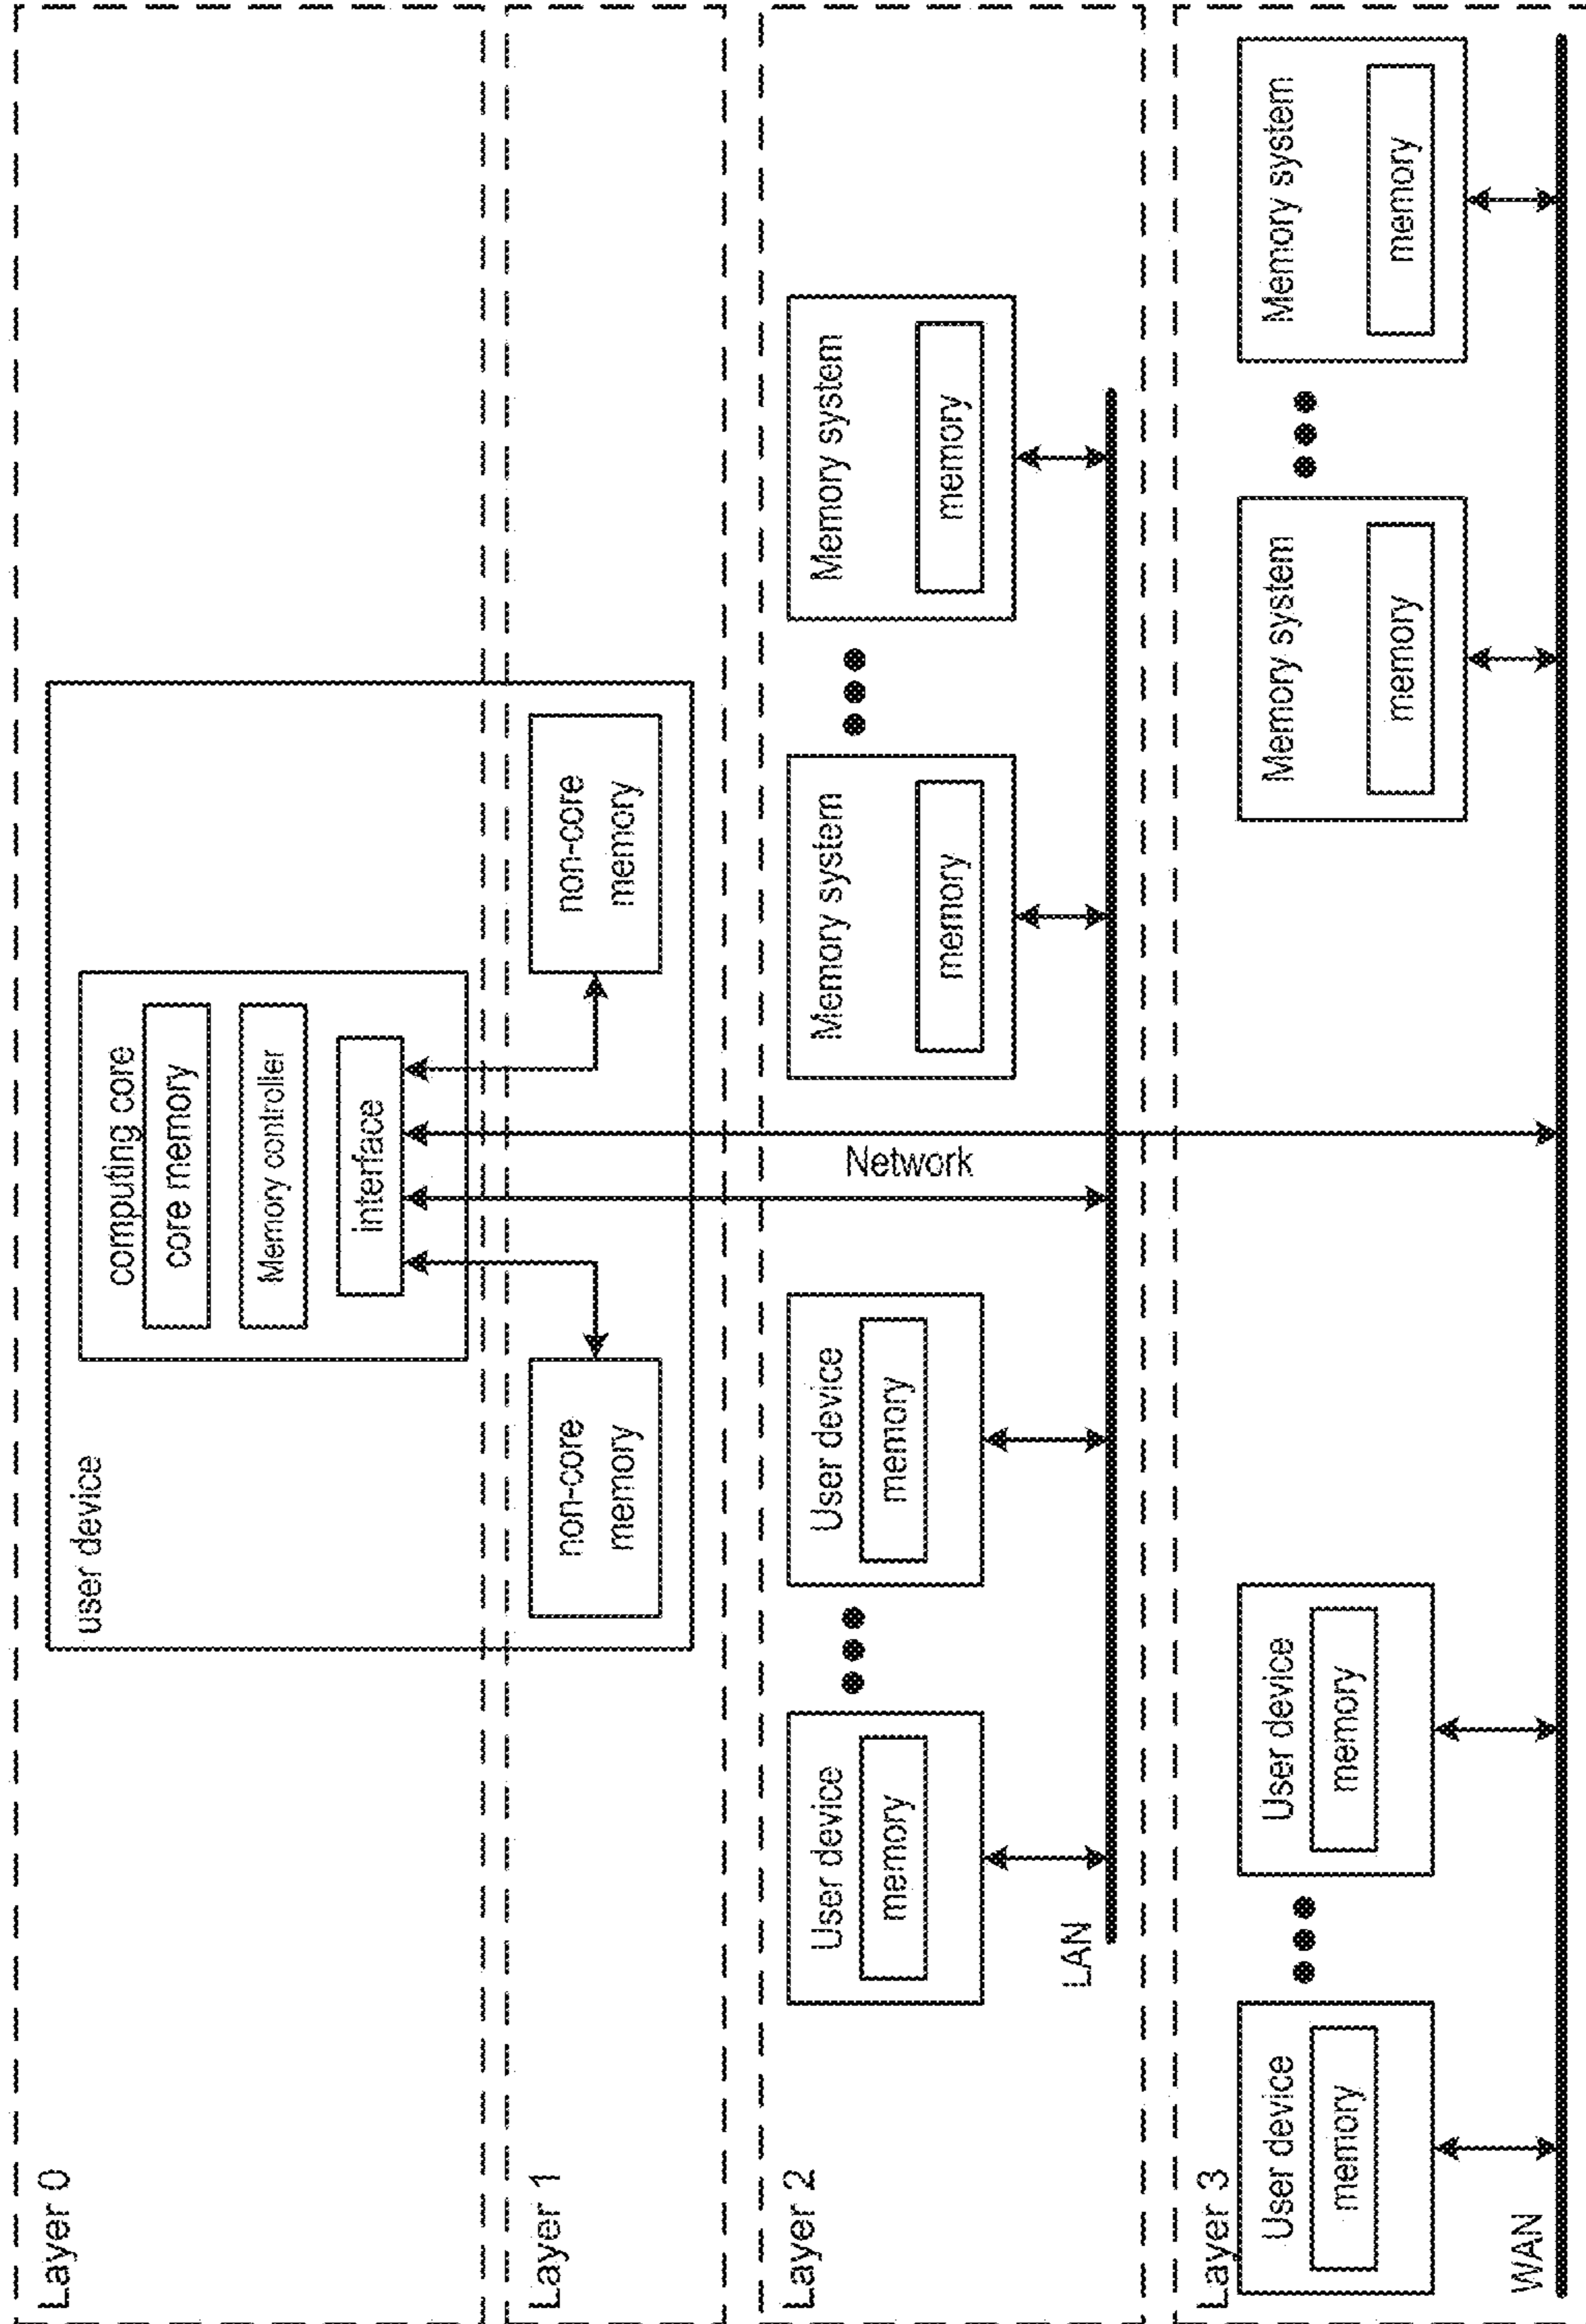 Layer 0
user device
computing core
core memory
Memory controller
interface
Layer 1
non-core
memory
non-core
memory
Layer 2
User device
memory
User device
memory
Network
Memory system
memory
Memory system
memory
LAN
Layer 3
User device
memory
User device
memory
Memory system
memory
Memory system
memory
WAN